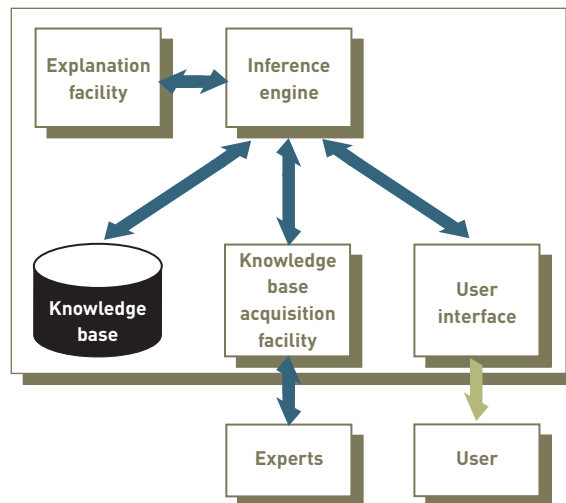 Explanation
facility
Inference
engine
Knowledge
base
Knowledge
base
acquisition
facility
User
interface
Experts
User